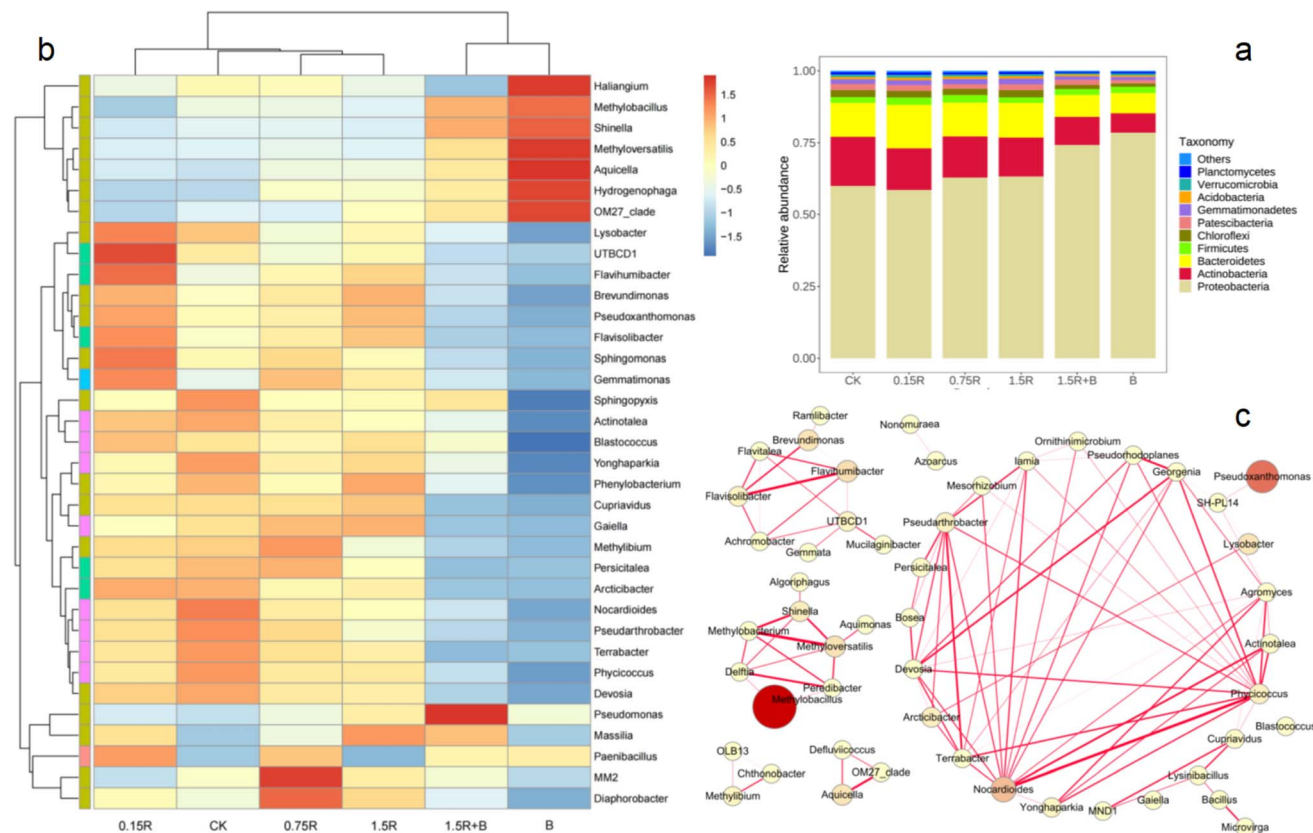 b
Haliangium
Methylobacillus
Shinella
Methyloversatilis
Aquicella
Hydrogenophaga
OM27_clade
Lysobacter
UTBCD1
Flavihumibacter
Brevundimonas
Pseudoxanthomonas
Flavisolibacter
Sphingomonas
Gemmatimonas
Sphingopyxis
Actinotalea
Blastococcus
Yonghaparkia
Phenylobacterium
Cupriavidus
Gaiella
Methylibium
Persicitalea
Arcticibacter
Nocardioides
Pseudarthrobacter
Terrabacter
Phycicoccus
Devosia
Pseudomonas
Massilia
Paenibacillus
MM2
Diaphorobacter
0.15R CK 0.75R 1.5R 1.5R+B B
1.5
1
0.5
0
−0.5
−1
−1.5
a
Relative abundance
1.00
0.75
0.50
0.25
0.00
CK 0.15R 0.75R 1.5R 1.5R+B B
Taxonomy
Others
Planctomycetes
Verrucomicrobia
Acidobacteria
Gemmatimonadetes
Patescibacteria
Chloroflexi
Firmicutes
Bacteroidetes
Actinobacteria
Proteobacteria
c
Ramlibacter
Brevundimonas
Flavitalea
Flavihumibacter
Flavisolibacter
UTBCD1
Achromobacter
Mucilaginibacter
Gemmata
Nonomuraea
Azoarcus
Algoriphagus
Shinella
Aquimonas
Methylobacterium
Methyloversatilis
Delftia
Peredibacter
Methylobacillus
OLB13
Chthonobacter
Methylibium
Defluviicoccus
OM27_clade
Aquicella
Ornithinimicrobium
Iamia
Pseudorhodoplanes
Georgenia
Mesorhizobium
Pseudarthrobacter
Persicitalea
Bosea
Devosia
Arcticibacter
Terrabacter
Nocardioides
Yonghaparkia
MND1
Gaiella
Pseudoxanthomonas
SH-PL14
Lysobacter
Agromyces
Actinotalea
Phycicoccus
Blastococcus
Cupriavidus
Lysinibacillus
Bacillus
Microvirga